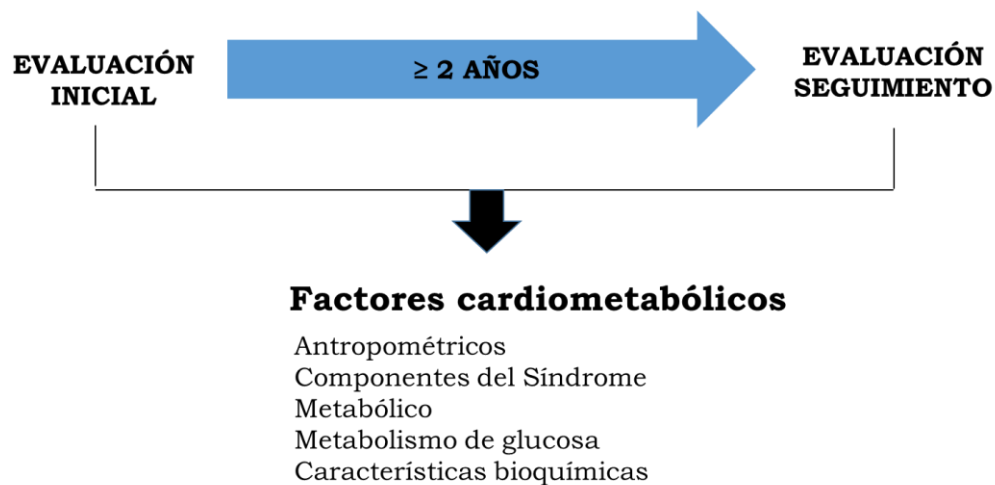 EVALUACIÓN
INICIAL
≥ 2 AÑOS
EVALUACIÓN
SEGUIMIENTO
Factores cardiometabólicos
Antropométricos
Componentes del Síndrome
Metabólico
Metabolismo de glucosa
Características bioquímicas